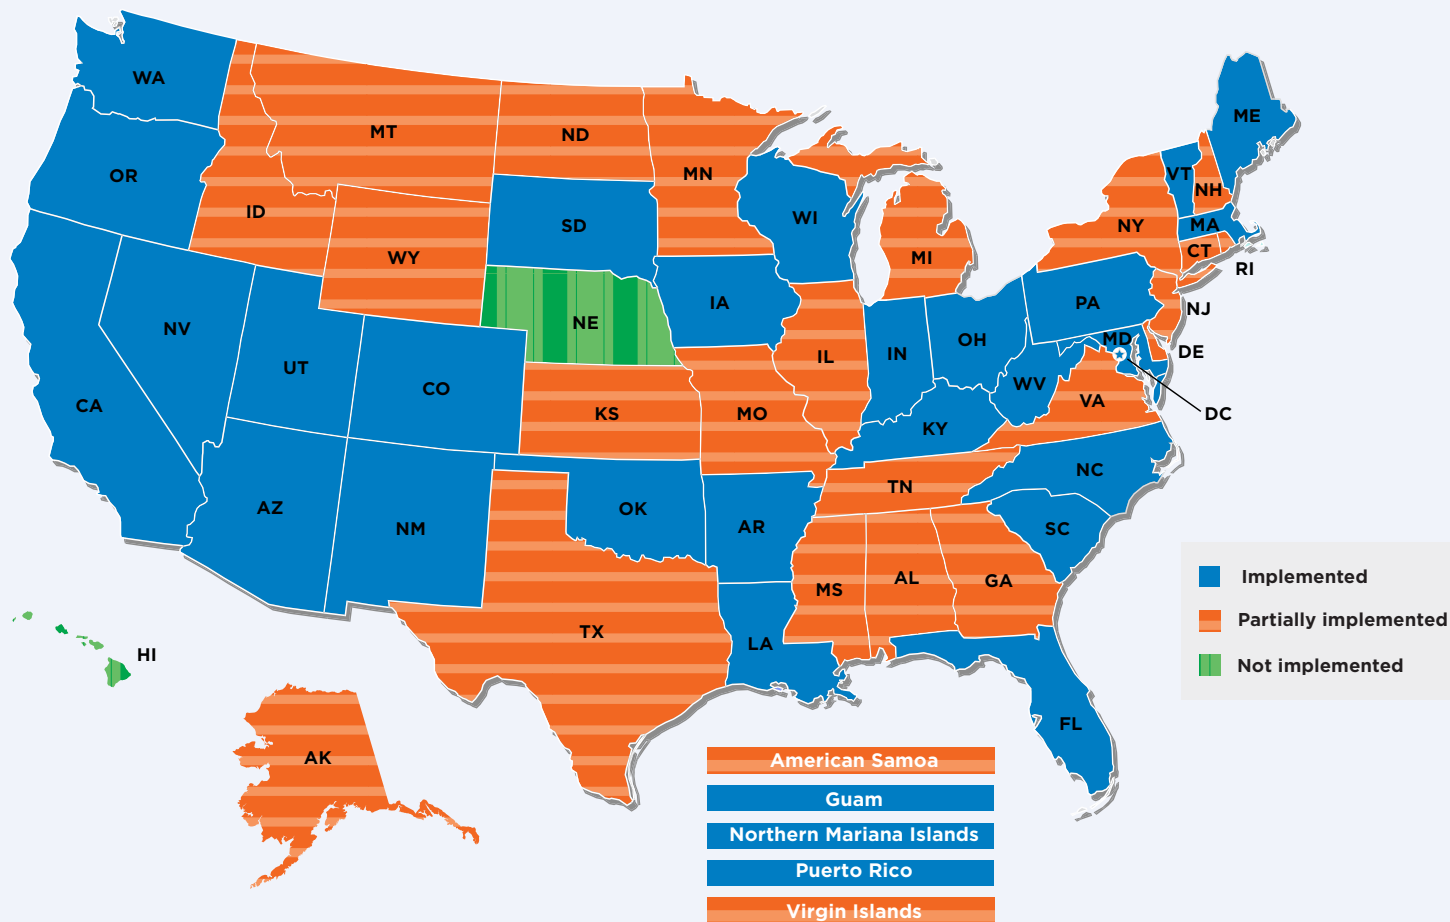 WA
OR
CA
NV
ID
MT
WY
UT
CO
AZ
NM
ND
SD
NE
KS
OK
TX
MN
IA
MO
AR
LA
WI
IL
MI
IN
OH
KY
TN
MS
AL
GA
FL
SC
NC
VA
WV
PA
NY
VT
NH
ME
MA
CT
RI
NJ
DE
MD
DC
HI
AK
Implemented
Partially implemented
Not implemented
American Samoa
Guam
Northern Mariana Islands
Puerto Rico
Virgin Islands